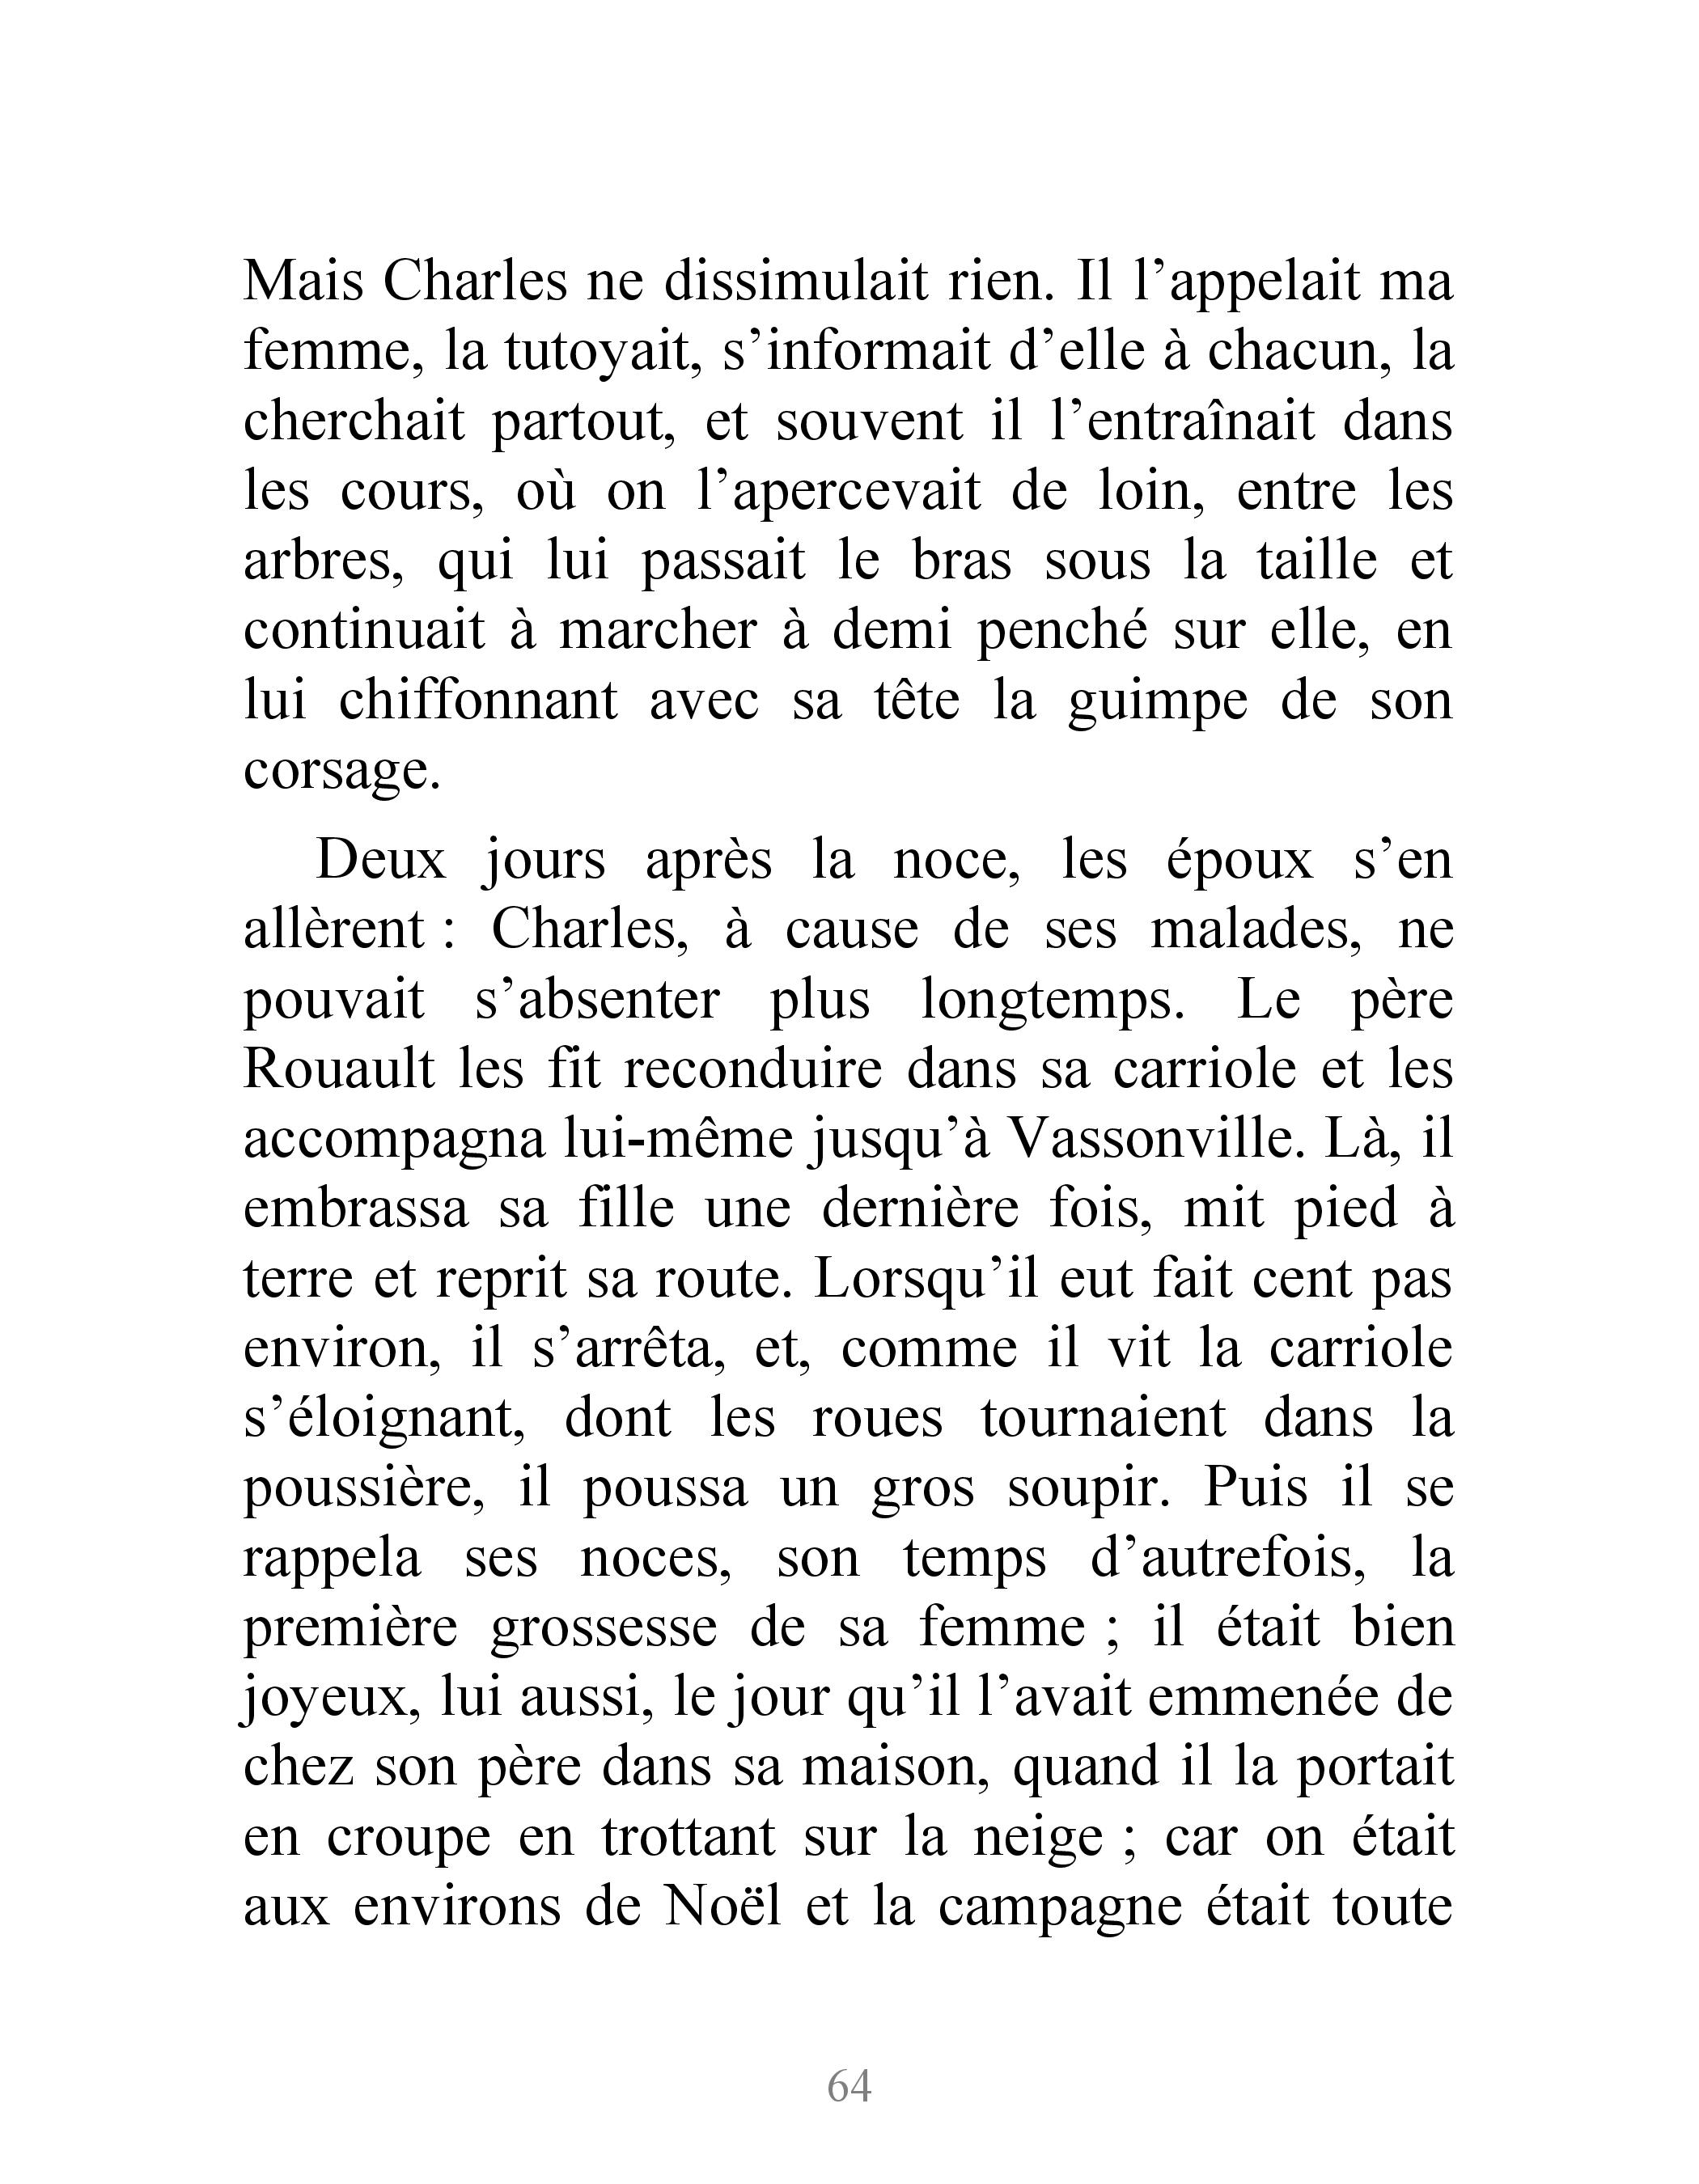 Mais Charles ne dissimulait rien. Il l’appelait ma
femme, la tutoyait, s’informait d’elle à chacun, la
cherchait partout, et souvent il l’entraînait dans
les cours, où on l’apercevait de loin, entre les
arbres, qui lui passait le bras sous la taille et
continuait à marcher à demi penché sur elle, en
lui chiffonnant avec sa tête la guimpe de son
corsage.
Deux jours après la noce, les époux s’en
allèrent : Charles, à cause de ses malades, ne
pouvait s’absenter plus longtemps. Le père
Rouault les fit reconduire dans sa carriole et les
accompagna lui-même jusqu’à Vassonville. Là, il
embrassa sa fille une dernière fois, mit pied à
terre et reprit sa route. Lorsqu’il eut fait cent pas
environ, il s’arrêta, et, comme il vit la carriole
s’éloignant, dont les roues tournaient dans la
poussière, il poussa un gros soupir. Puis il se
rappela ses noces, son temps d’autrefois, la
première grossesse de sa femme ; il était bien
joyeux, lui aussi, le jour qu’il l’avait emmenée de
chez son père dans sa maison, quand il la portait
en croupe en trottant sur la neige ; car on était
aux environs de Noël et la campagne était toute
64